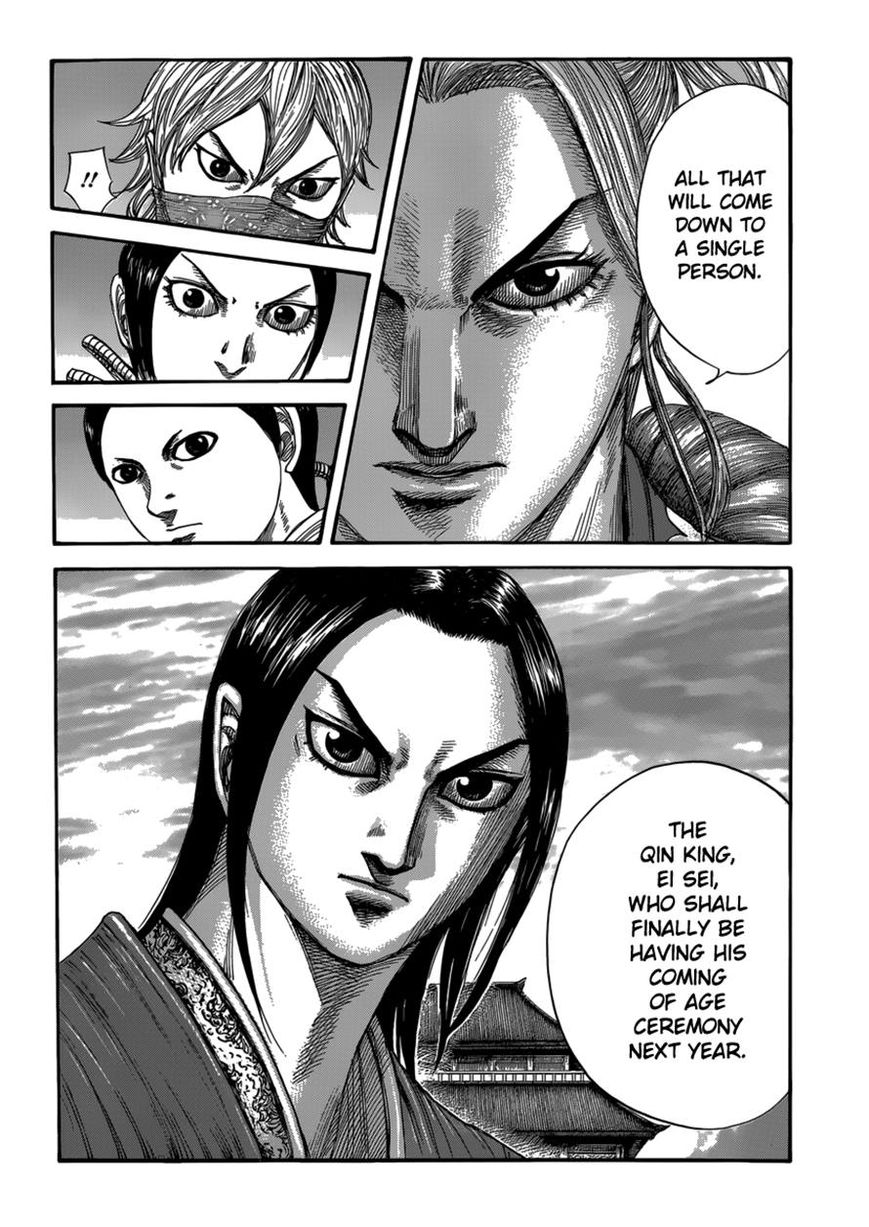 ALL THAT
WILL COME
DOWN TO
A SINGLE
PERSON.
!!
THE
QIN KING,
EI SEI,
WHO SHALL
FINALLY BE
HAVING HIS
COMING
OF AGE
CEREMONY
NEXT YEAR.